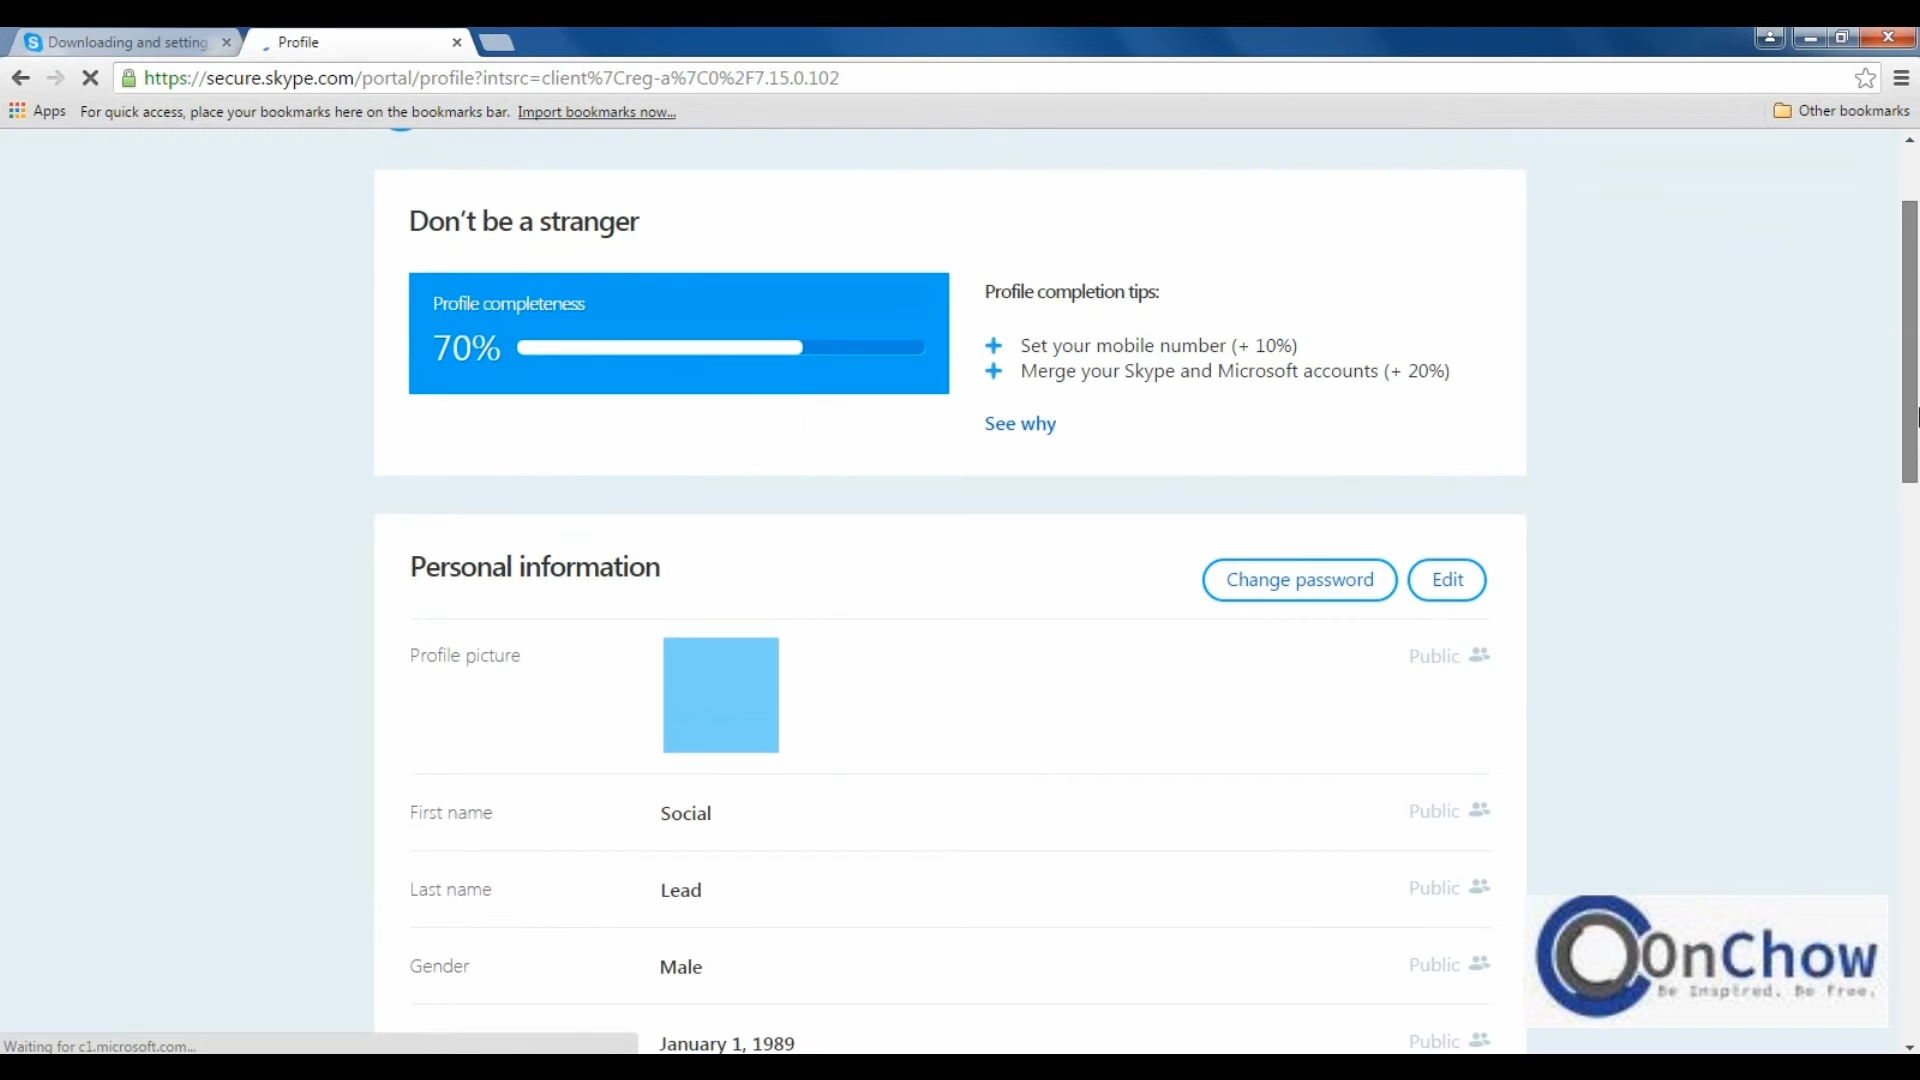 Downloading and setting
Profile
https://secure.skype.com/portal/profile?intsrc=client%7Creg-a%7C0%2F7.15.0.102
Apps For quick access, place your bookmarks here on the bookmarks bar. Import bookmarks now... Other bookmarks
Don't be a stranger
Profile completeness
70%
Profile completion tips:
Set your mobile number (+ 10%)
Merge your Skype and Microsoft accounts (+ 20%)
See why
Personal information
Change password
Edit
Profile picture Public
First name Social Public
Last name Lead Public
Gender Male Public
January 1, 1989 Public
Waiting for c1.microsoft.com...
OnChow
Be Inspired. Be Free.